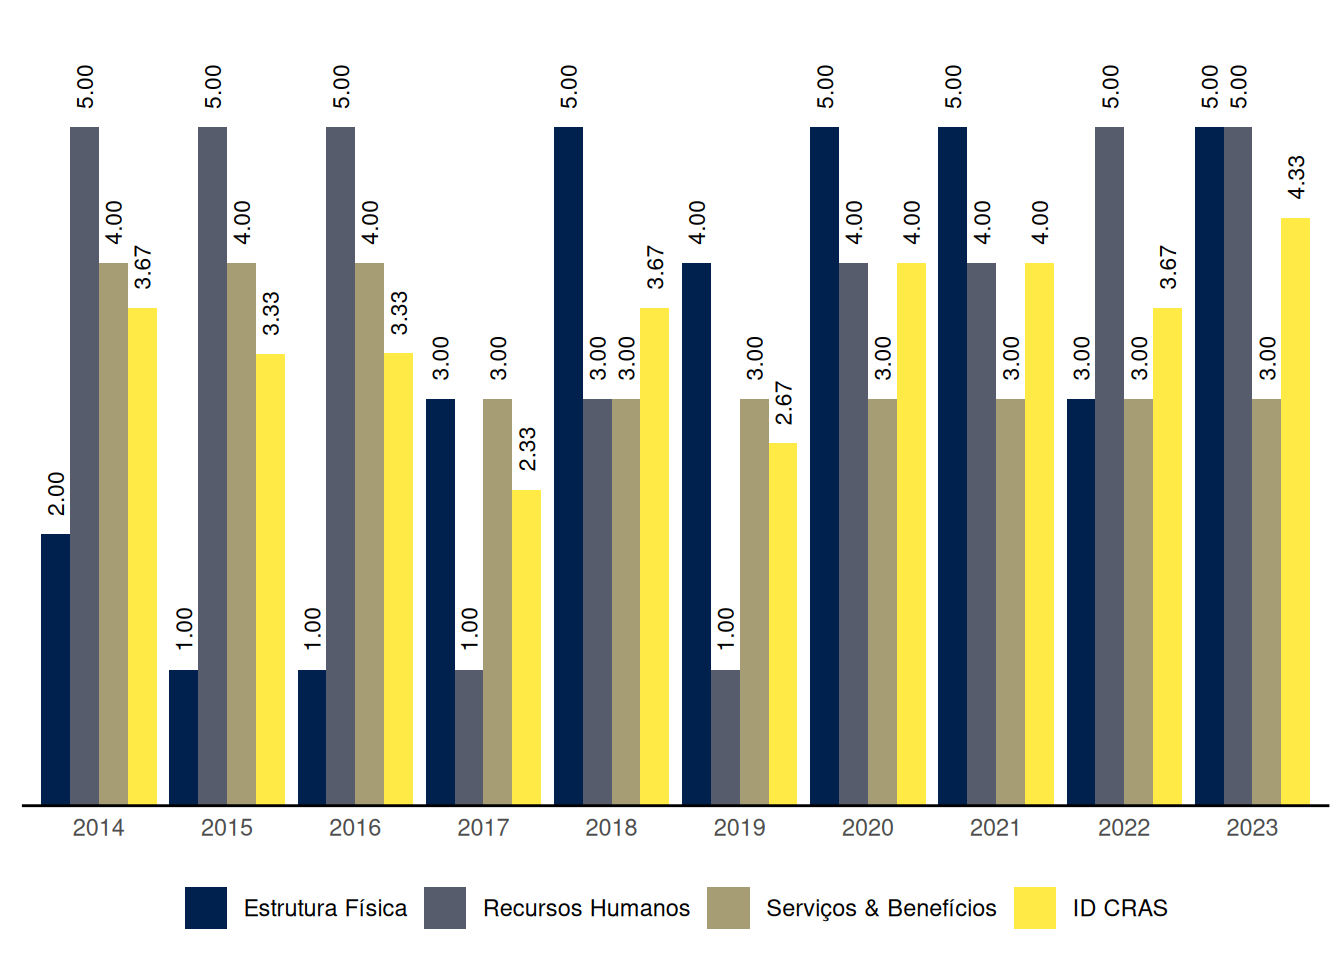 2.00 5.00 4.00 3.67
1.00 5.00 4.00 3.33
1.00 5.00 4.00 3.33
3.00 1.00 3.00 2.33
5.00 3.00 3.00 3.67
4.00 1.00 3.00 2.67
5.00 4.00 3.00 4.00
5.00 4.00 3.00 4.00
3.00 5.00 3.00 3.67
5.00 5.00 3.00 4.33
2014 2015 2016 2017 2018 2019 2020 2021 2022 2023
Estrutura Física Recursos Humanos Serviços & Benefícios ID CRAS